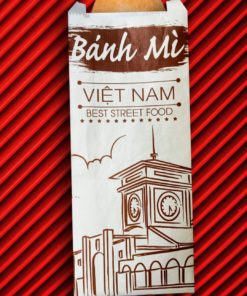 Bánh Mì
VIỆT NAM
BEST STREET FOOD